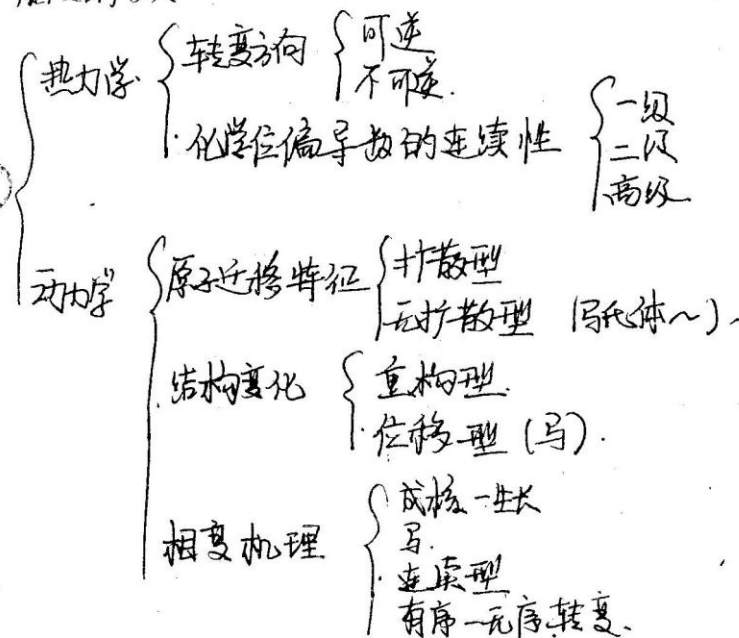 热力学
转变方向
可逆
不可逆.
化学位偏导数的连续性
一级
二级
高级
动力学
原子迁移特征
扩散型
无扩散型 (马氏体～).
结构变化
重构型.
位移型 (马).
相变机理
成核-生长
马.
连续型
有序-无序转变.